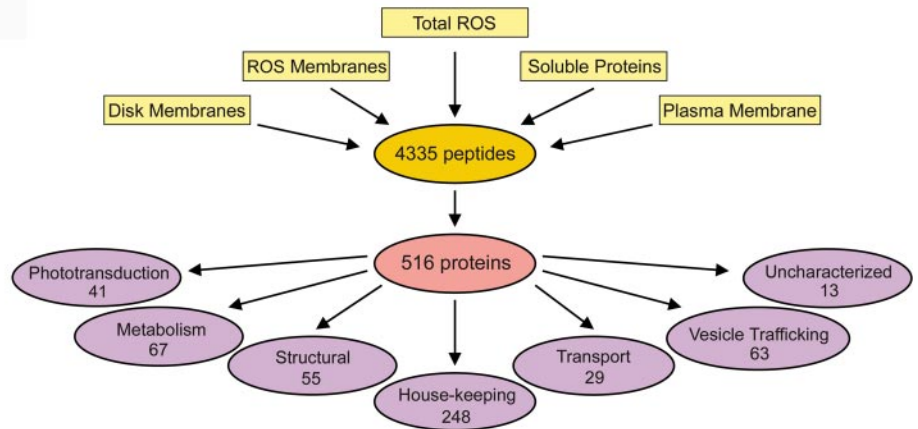 Total ROS
ROS Membranes
Soluble Proteins
Disk Membranes
Plasma Membrane
4335 peptides
516 proteins
Phototransduction
41
Uncharacterized
13
Metabolism
67
Vesicle Trafficking
63
Structural
55
Transport
29
House-keeping
248